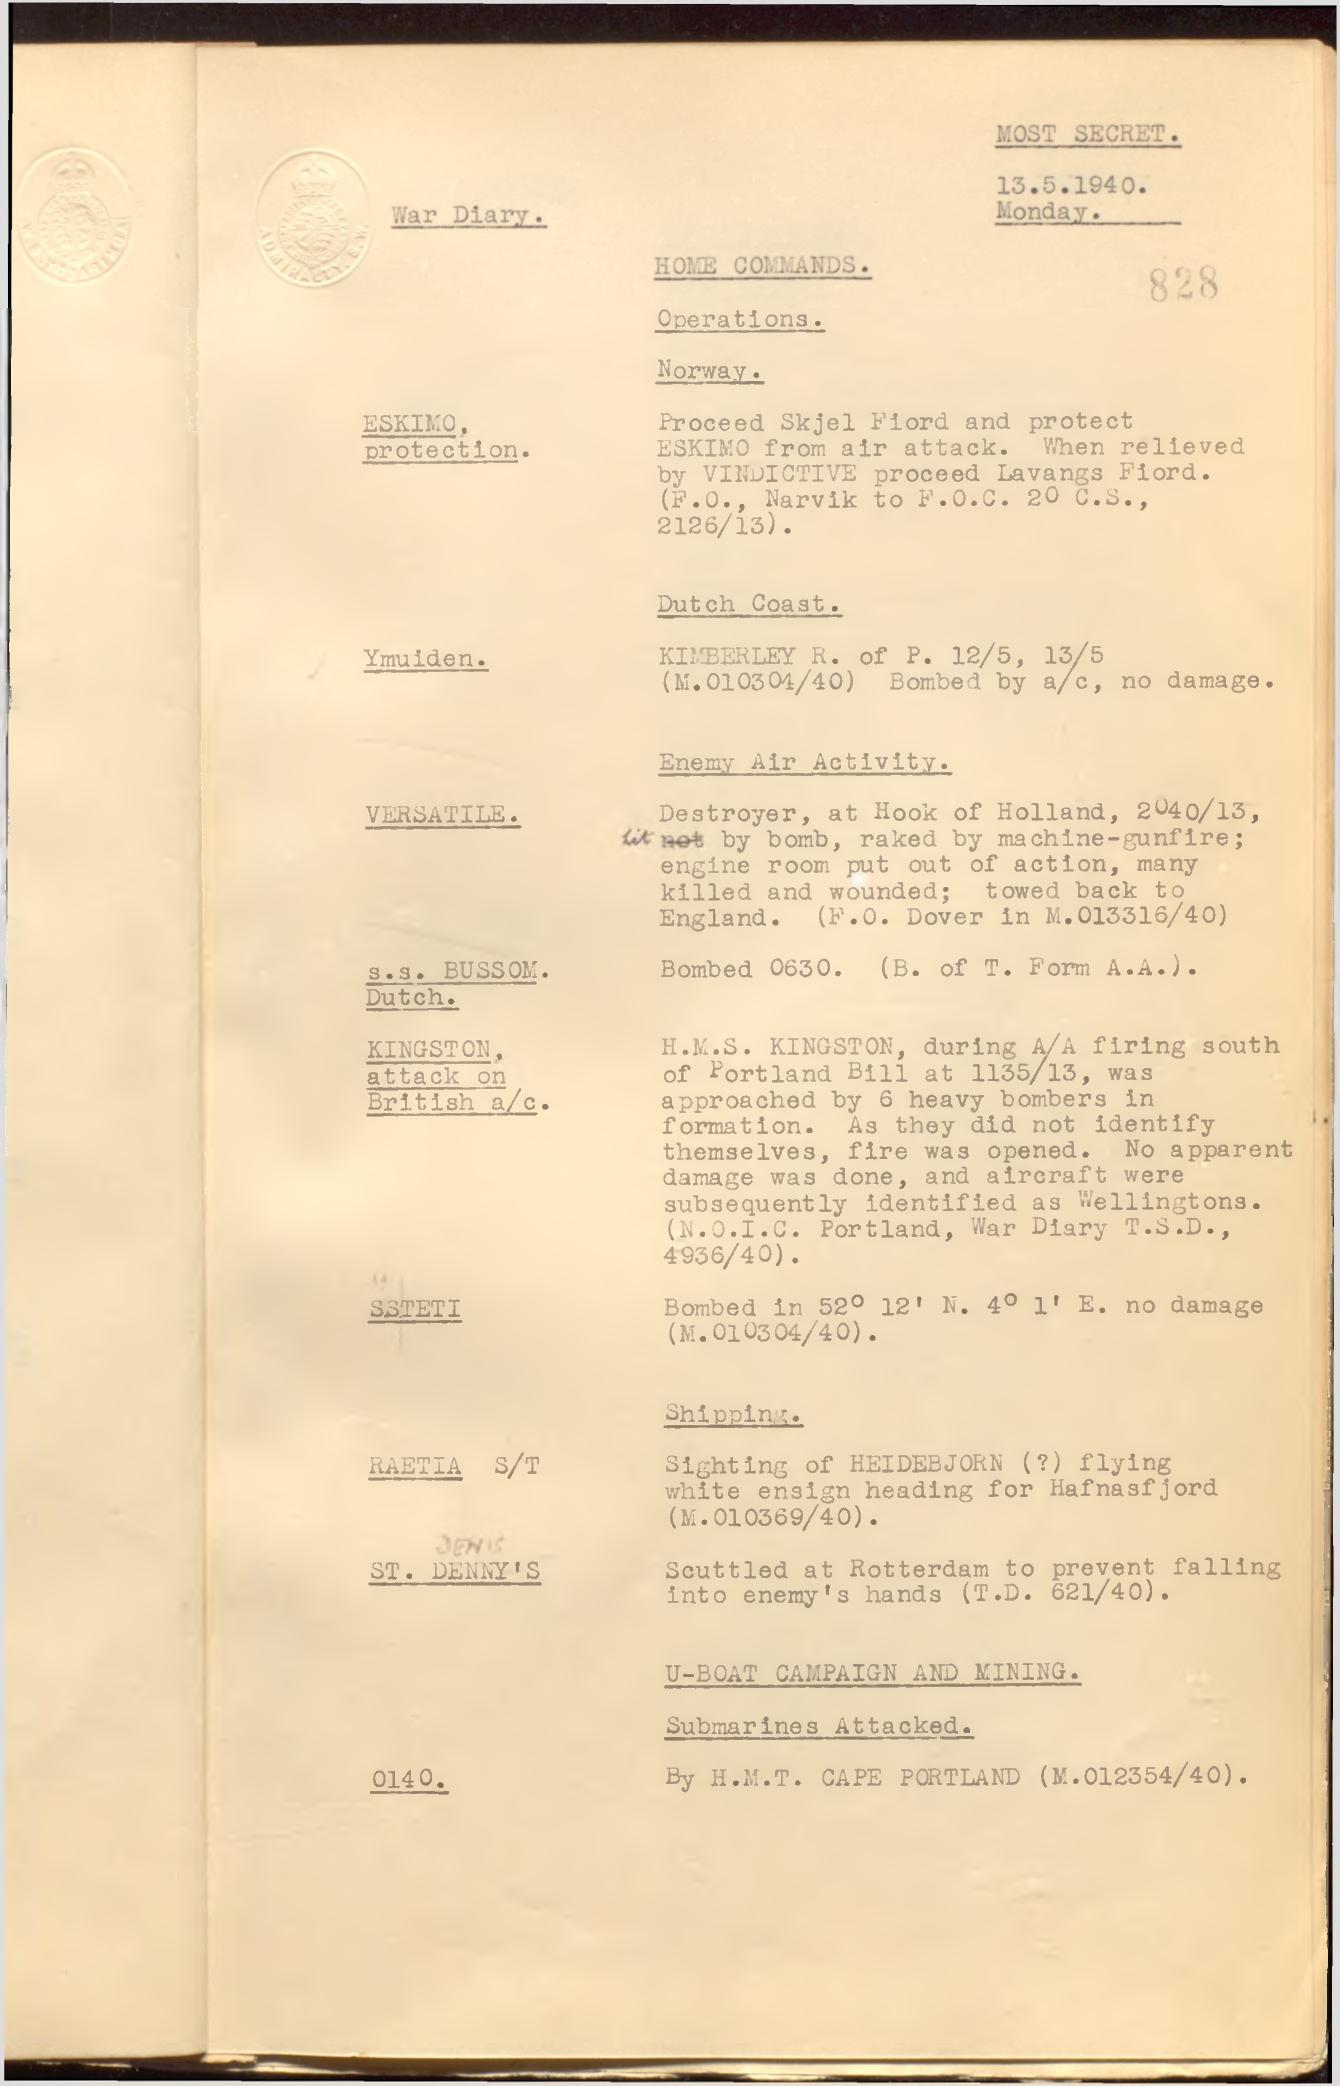 MOST SECRET.
13.5.1940.
Monday.
War Diary.
ADMIRALTY. S.W.
HOME COMMANDS.
828
Operations.
Norway.
ESKIMO,
protection.
Proceed Skjel Fiord and protect
ESKIMO from air attack. When relieved
by VINDICTIVE proceed Lavangs Fiord.
(F.O., Narvik to F.O.C. 20 C.S.,
2126/13).
Dutch Coast.
Ymuiden.
KIMBERLEY R. of P. 12/5, 13/5
(M.010304/40) Bombed by a/c, no damage.
Enemy Air Activity.
VERSATILE.
Destroyer, at Hook of Holland, 2040/13,
hit not by bomb, raked by machine-gunfire;
engine room put out of action, many
killed and wounded; towed back to
England. (F.O. Dover in M.013316/40)
s.s. BUSSOM.
Dutch.
Bombed 0630. (B. of T. Form A.A.).
KINGSTON,
attack on
British a/c.
H.M.S. KINGSTON, during A/A firing south
of Portland Bill at 1135/13, was
approached by 6 heavy bombers in
formation. As they did not identify
themselves, fire was opened. No apparent
damage was done, and aircraft were
subsequently identified as Wellingtons.
(N.O.I.C. Portland, War Diary T.S.D.,
4936/40).
SSTETI
Bombed in 52° 12' N. 4° 1' E. no damage
(M.010304/40).
Shipping.
RAETIA S/T
Sighting of HEIDEBJORN (?) flying
white ensign heading for Hafnasfjord
(M.010369/40).
DENIS
ST. DENNY'S
Scuttled at Rotterdam to prevent falling
into enemy's hands (T.D. 621/40).
U-BOAT CAMPAIGN AND MINING.
Submarines Attacked.
0140.
By H.M.T. CAPE PORTLAND (M.012354/40).